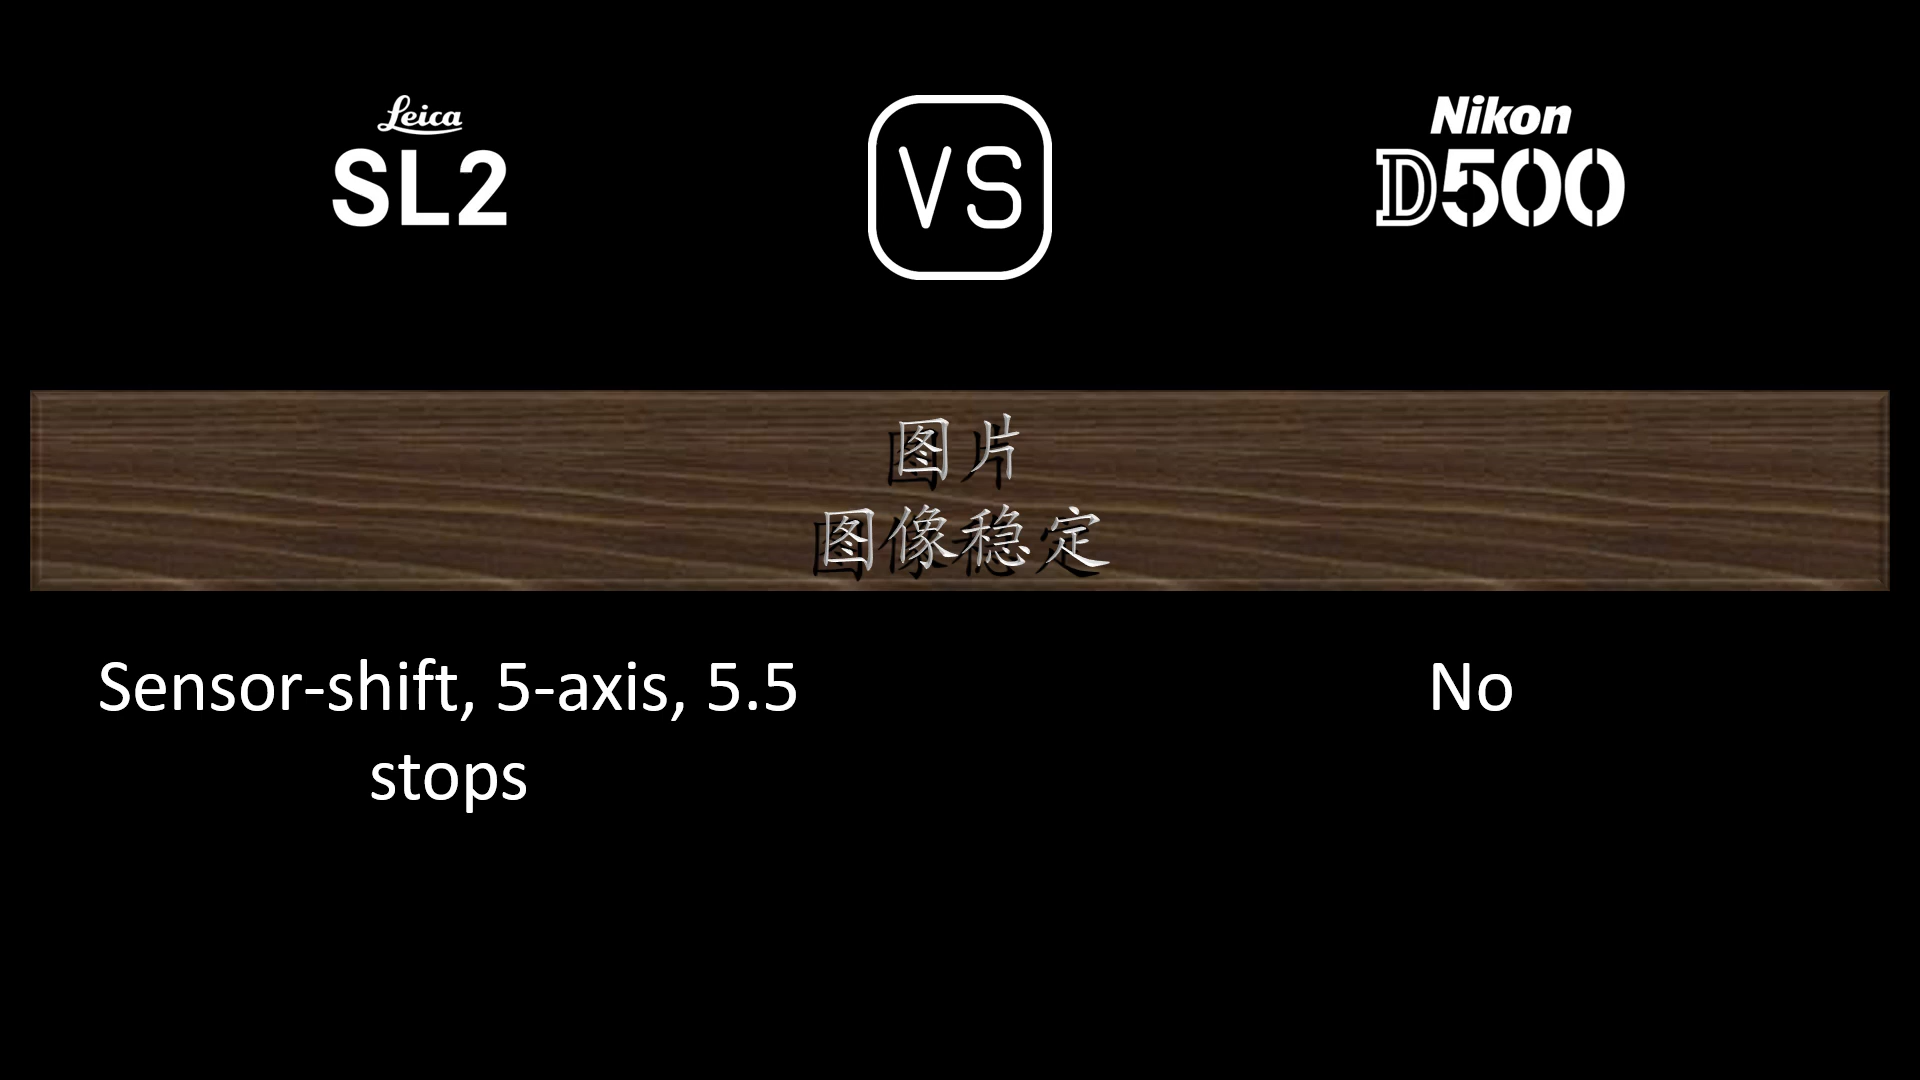 Leica
SL2
VS
Nikon
D500
图片
图像稳定
Sensor-shift, 5-axis, 5.5
stops
No